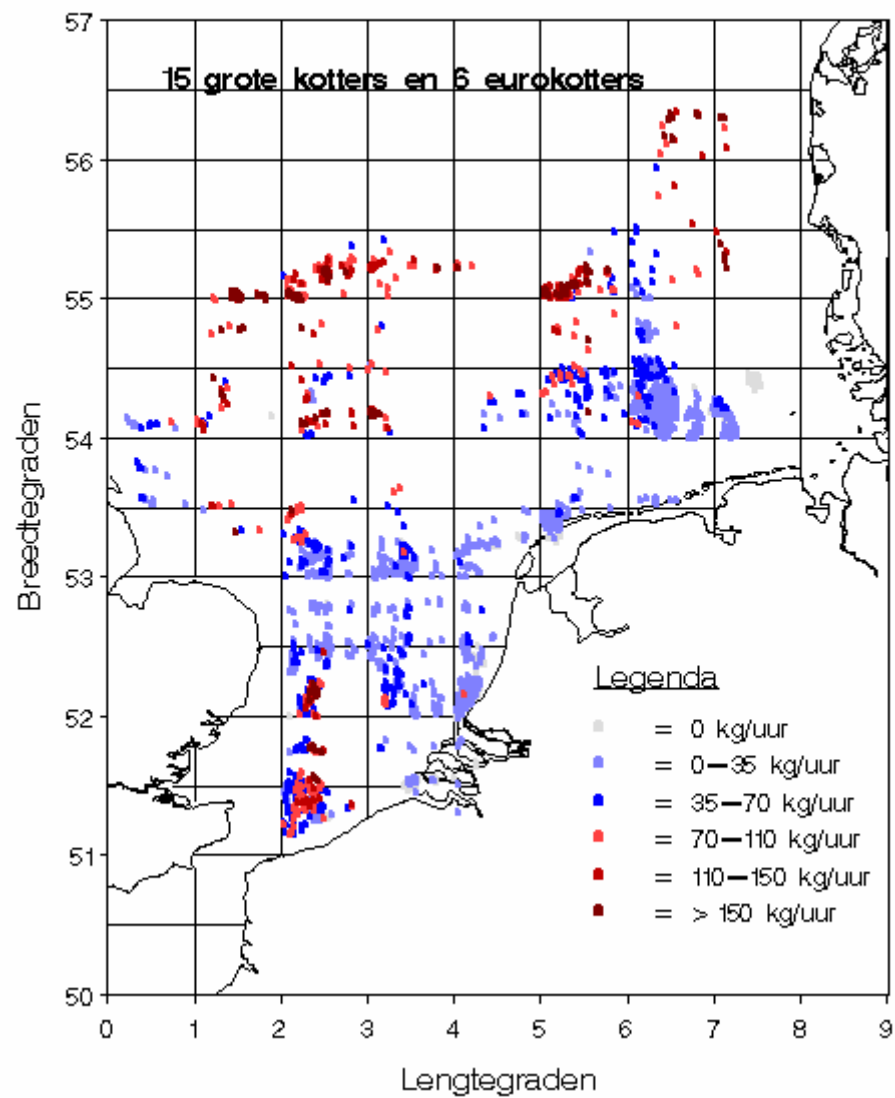 15 grote kotters en 6 eurokotters
57
56
55
54
53
52
51
50
Breedtegraden
Legenda
= 0 kg/uur
= 0–35 kg/uur
= 35–70 kg/uur
= 70–110 kg/uur
= 110–150 kg/uur
= > 150 kg/uur
0 1 2 3 4 5 6 7 8 9
Lengtegraden